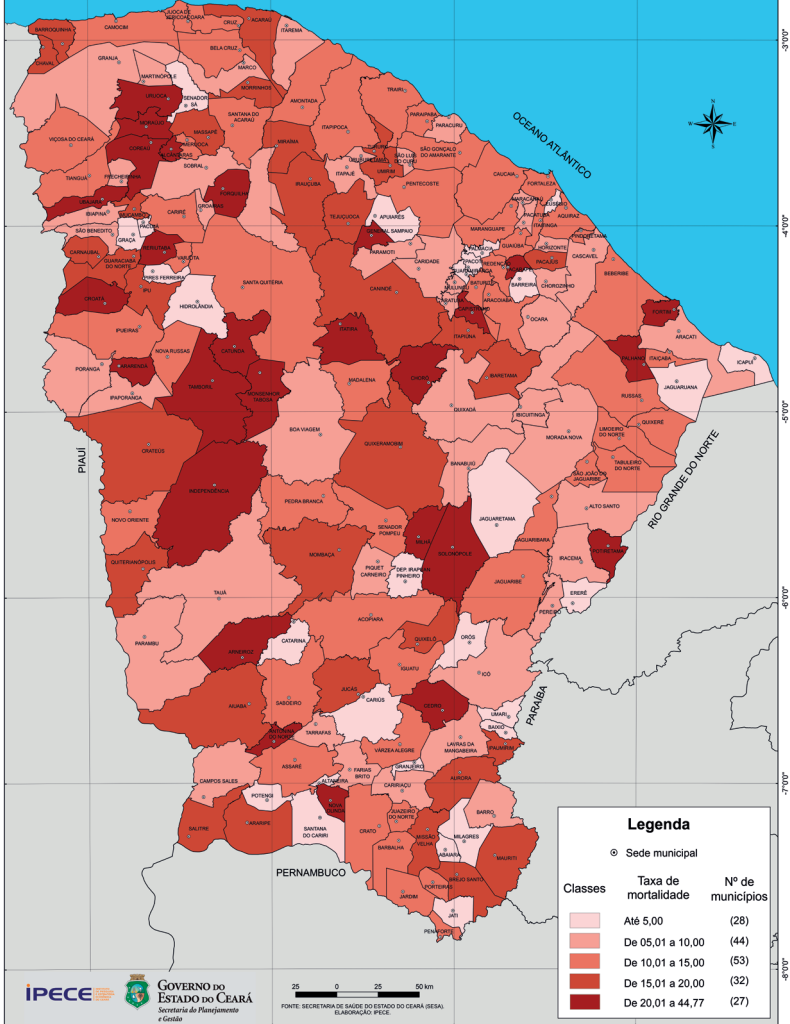 JIJOCA DE
JERICOACOARA
ACARAÚ
BARROQUINHA
CAMOCIM
CRUZ
ITAREMA
-3°0'0"
BELA CRUZ
CHAVAL
GRANJA
MARCO
MARTINÓPOLE
MORRINHOS
TRAIRI
URUOCA
SENADOR
SÁ
AMONTADA
SANTANA DO
ACARAÚ
PARAIPABA
PARACURU
OCEANO ATLÂNTICO
N
W
E
S
MORAÚJO
MASSAPÊ
ITAPIPOCA
VIÇOSA DO CEARÁ
COREAÚ
MERUOCA
ALCÂNTARAS
MIRAÍMA
TURURU
URUBURETAMA
SÃO LUIS
DO CURU
SÃO GONÇALO
DO AMARANTE
SOBRAL
ITAPAJÉ
UMIRIM
CAUCAIA
TIANGUÁ
FRECHEIRINHA
IRAUÇUBA
PENTECOSTE
FORTALEZA
FORQUILHA
UBAJARA
MARACANAÚ
EUSÉBIO
IBIAPINA
MUCAMBO
CARIRÉ
GROAÍRAS
TEJUÇUOCA
APUIARÉS
PACATUBA
AQUIRAZ
PACUJÁ
SÃO BENEDITO
GRAÇA
GENERAL SAMPAIO
MARANGUAPE
ITAITINGA
-4°0'0"
PINDORETAMA
CARNAUBAL
RERIUTABA
PARAMOTI
PALMÁCIA
GUAIÚBA
HORIZONTE
CASCAVEL
GUARACIABA
DO NORTE
VARJOTA
CARIDADE
PACOTI
REDENÇÃO
PACAJUS
BEBERIBE
PIRES FERREIRA
GUARAMIRANGA
ACARAPE
IPU
SANTA QUITÉRIA
CANINDÉ
MULUNGU
BATURITÉ
BARREIRA
CHOROZINHO
CROATÁ
HIDROLÂNDIA
ARATUBA
ARACOIABA
CAPISTRANO
FORTIM
OCARA
IPUEIRAS
ITATIRA
ITAPIÚNA
ARACATI
NOVA RUSSAS
CATUNDA
PALHANO
ITAIÇABA
ICAPUÍ
PORANGA
ARARENDÁ
TAMBORIL
MADALENA
CHORÓ
IBARETAMA
JAGUARUANA
IPAPORANGA
MONSENHOR
TABOSA
RUSSAS
QUIXADÁ
IBICUITINGA
-5°0'0"
PIAUÍ
BOA VIAGEM
QUIXERÉ
MORADA NOVA
LIMOEIRO
DO NORTE
CRATEÚS
QUIXERAMOBIM
TABULEIRO
DO NORTE
BANABUIÚ
SÃO JOÃO DO
JAGUARIBE
RIO GRANDE DO NORTE
INDEPENDÊNCIA
PEDRA BRANCA
ALTO SANTO
NOVO ORIENTE
JAGUARETAMA
SENADOR
POMPEU
MILHÃ
SOLONÓPOLE
JAGUARIBARA
POTIRETAMA
QUITERIANÓPOLIS
MOMBAÇA
IRACEMA
PIQUET
CARNEIRO
DEP. IRAPUAN
PINHEIRO
JAGUARIBE
TAUÁ
ERERÊ
-6°0'0"
PEREIRO
ACOPIARA
PARAMBU
CATARINA
QUIXELÔ
ORÓS
ARNEIROZ
IGUATU
ICÓ
JUCÁS
SABOEIRO
CARIÚS
PARAÍBA
AIUABA
CEDRO
UMARI
ANTONINA
DO NORTE
TARRAFAS
BAIXIO
VÁRZEA ALEGRE
LAVRAS DA
MANGABEIRA
IPAUMIRIM
ASSARÉ
FARIAS
BRITO
GRANJEIRO
-7°0'0"
CAMPOS SALES
ALTANEIRA
CARIRIAÇU
AURORA
POTENGI
NOVA
OLINDA
BARRO
JUAZEIRO
DO NORTE
SALITRE
ARARIPE
SANTANA
DO CARIRI
CRATO
MISSÃO
VELHA
MILAGRES
BARBALHA
ABAIARA
MAURITI
PERNAMBUCO
BREJO SANTO
PORTEIRAS
JARDIM
JATI
PENAFORTE
-8°0'0"
Legenda
Sede municipal
Classes
Taxa de
mortalidade
Nº de
municípios
Até 5,00 (28)
De 05,01 a 10,00 (44)
De 10,01 a 15,00 (53)
De 15,01 a 20,00 (32)
De 20,01 a 44,77 (27)
IPECE
GOVERNO DO
ESTADO DO CEARÁ
Secretaria do Planejamento
e Gestão
25 0 25 50 km
FONTE: SECRETARIA DE SAÚDE DO ESTADO DO CEARÁ (SESA).
ELABORAÇÃO: IPECE.